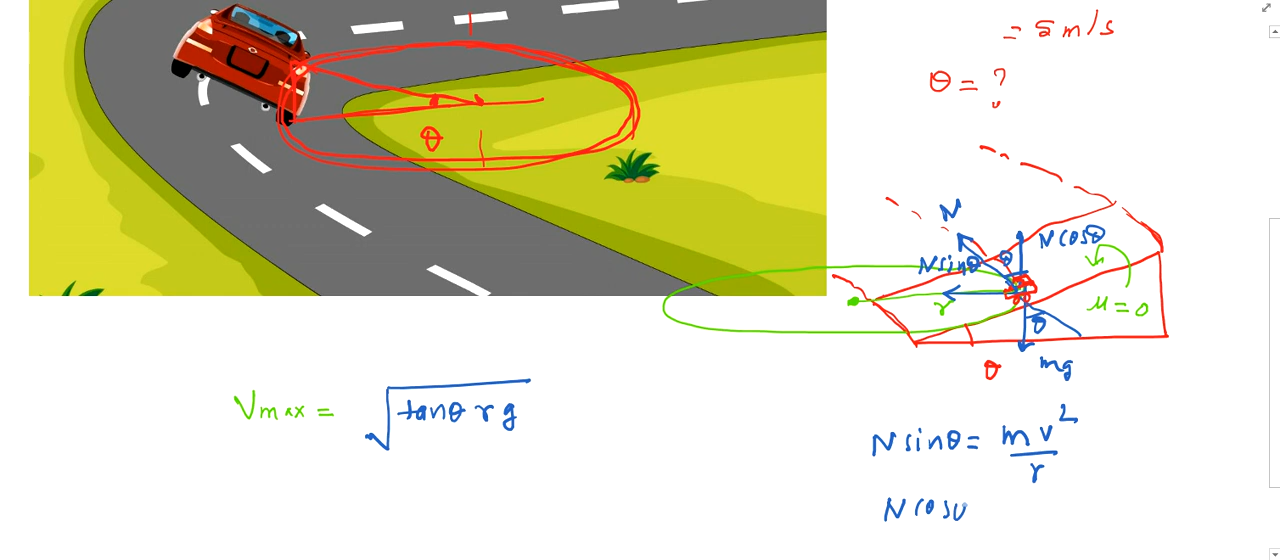 = 5 m/s
θ = ?
N
N cosθ
θ
N sinθ
r
μ = 0
θ
θ
mg
θ
Vmax = √tanθ r g
N sinθ = mv²/r
N cosθ